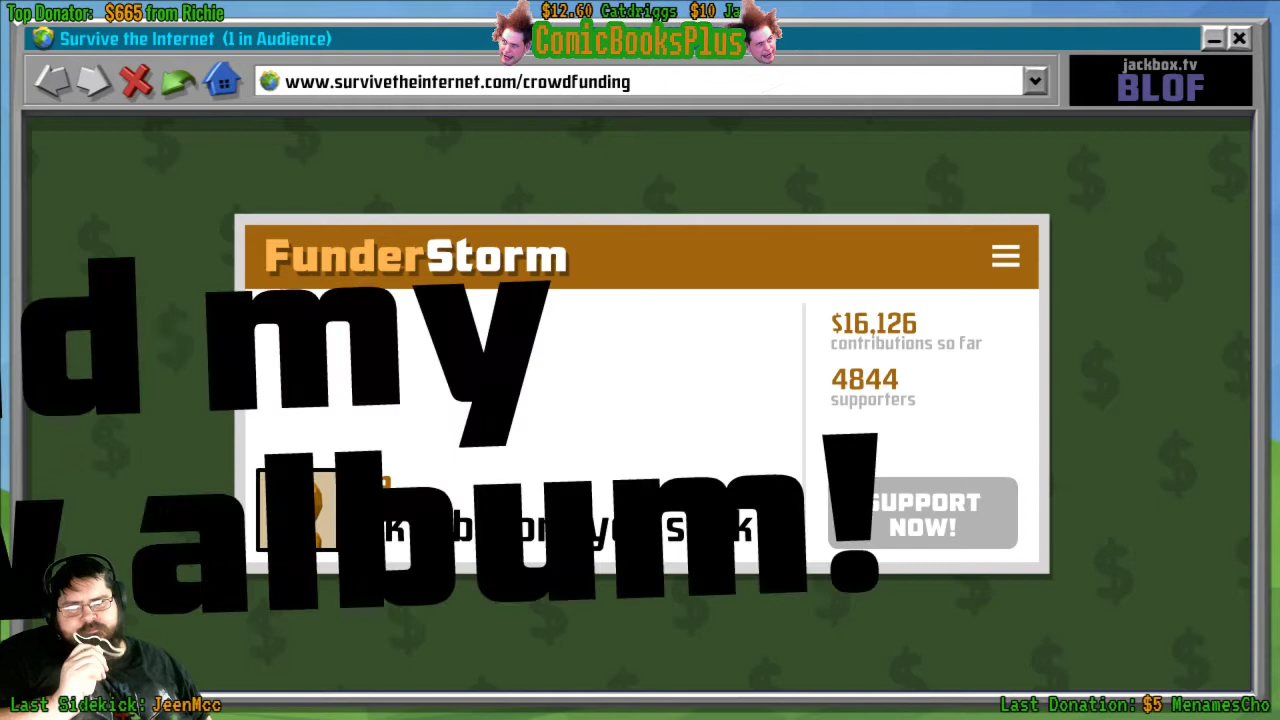 Top Donator: $665 from Richie
$12.60 Catdriggs $10
ComicBooksPlus
Survive the Internet (1 in Audience)
www.survivetheinternet.com/crowdfunding
jackbox.tv
BLOF
FunderStorm
$16,126
contributions so far
4844
supporters
my
album!
SUPPORT
NOW!
Last Sidekick: JeenMcc
Last Donation: $5 MenamesCho